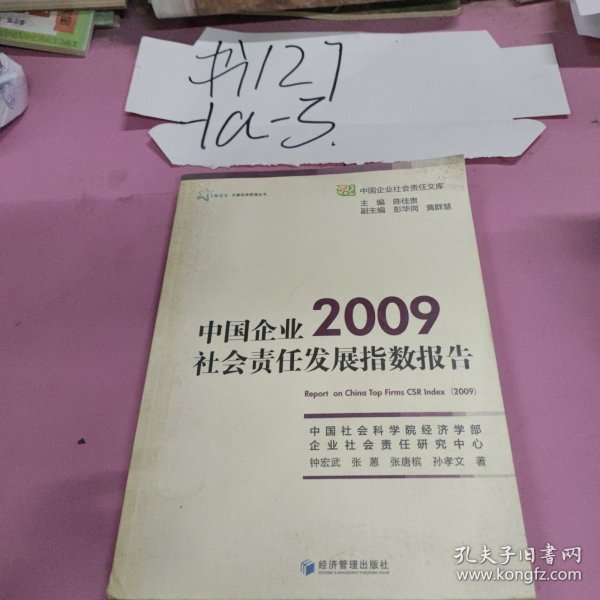 书127
1a-3.
中国企业社会责任文库
主 编 陈佳贵
副主编 彭华岗 黄群慧
中国企业 2009
社会责任发展指数报告
Report on China Top Firms CSR Index (2009)
中国社会科学院经济学部
企业社会责任研究中心
钟宏武 张蒽 张唐槟 孙孝文 著
经济管理出版社
孔夫子旧书网
www.kongfz.com